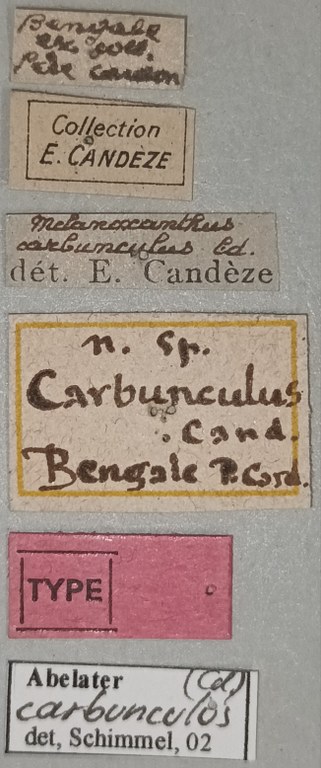 Bengale
ex coll.
Père Cardon
Collection
E. CANDÈZE
Melanoxanthus
carbunculus Cd.
dét. E. Candèze
n. sp.
Carbunculus
. Cand.
Bengale P. Card.
TYPE
Abelater (Cd)
carbunculus
det, Schimmel, 02